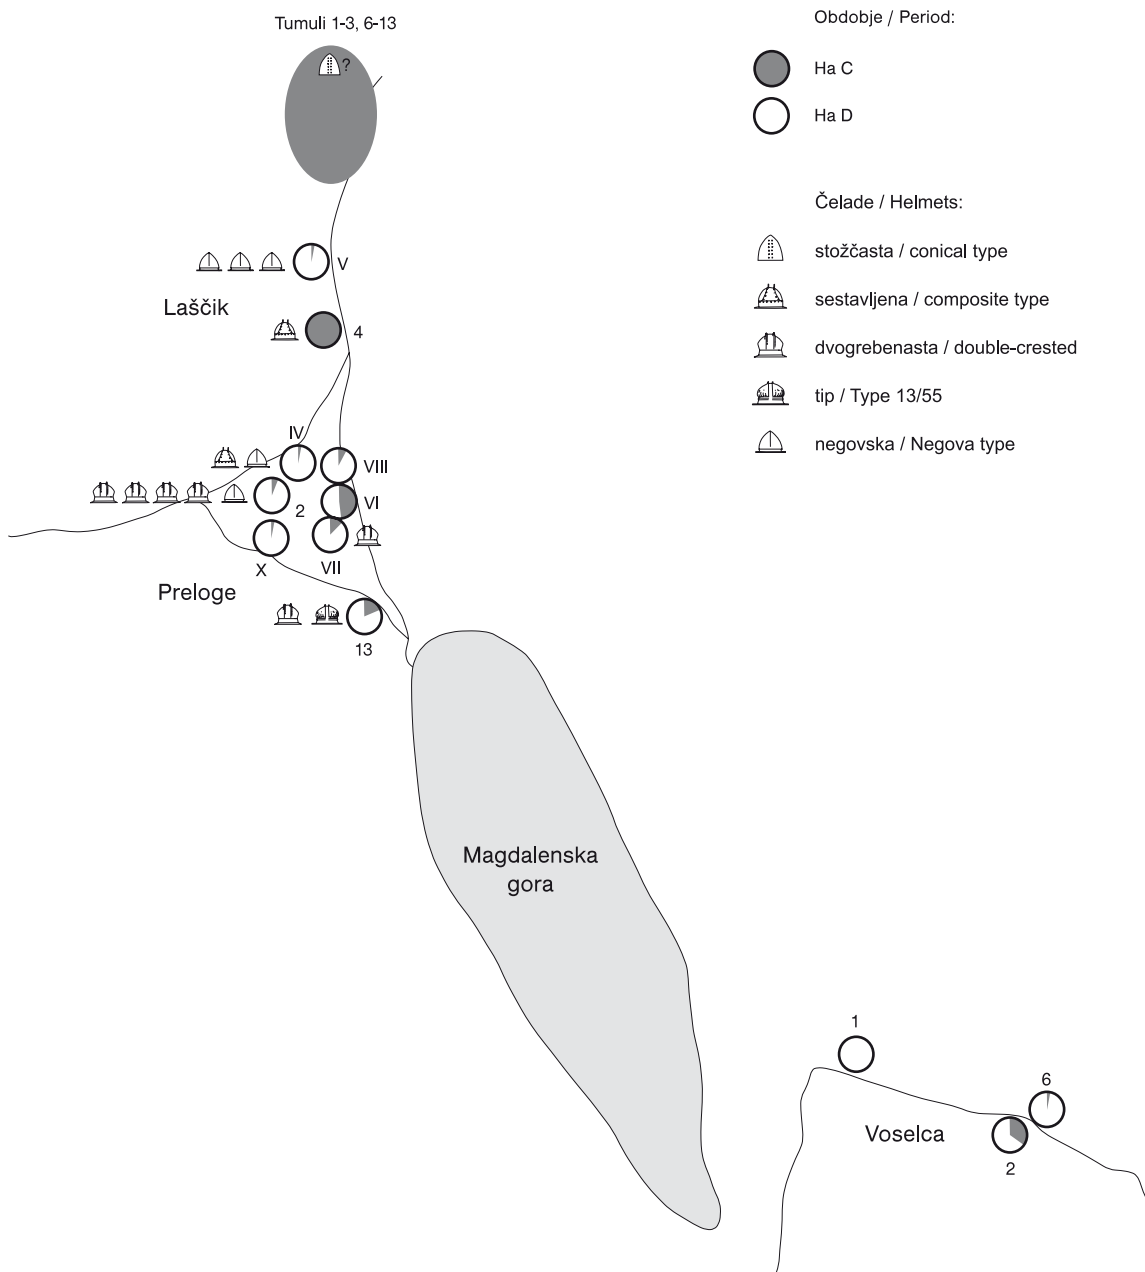 Tumuli 1-3, 6-13
?
V
Laščik
4
IV
VIII
VI
2
VII
X
Preloge
13
Magdalenska
gora
1
6
Voselca
2
Obdobje / Period:
Ha C
Ha D
Čelade / Helmets:
stožčasta / conical type
sestavljena / composite type
dvogrebenasta / double-crested
tip / Type 13/55
negovska / Negova type